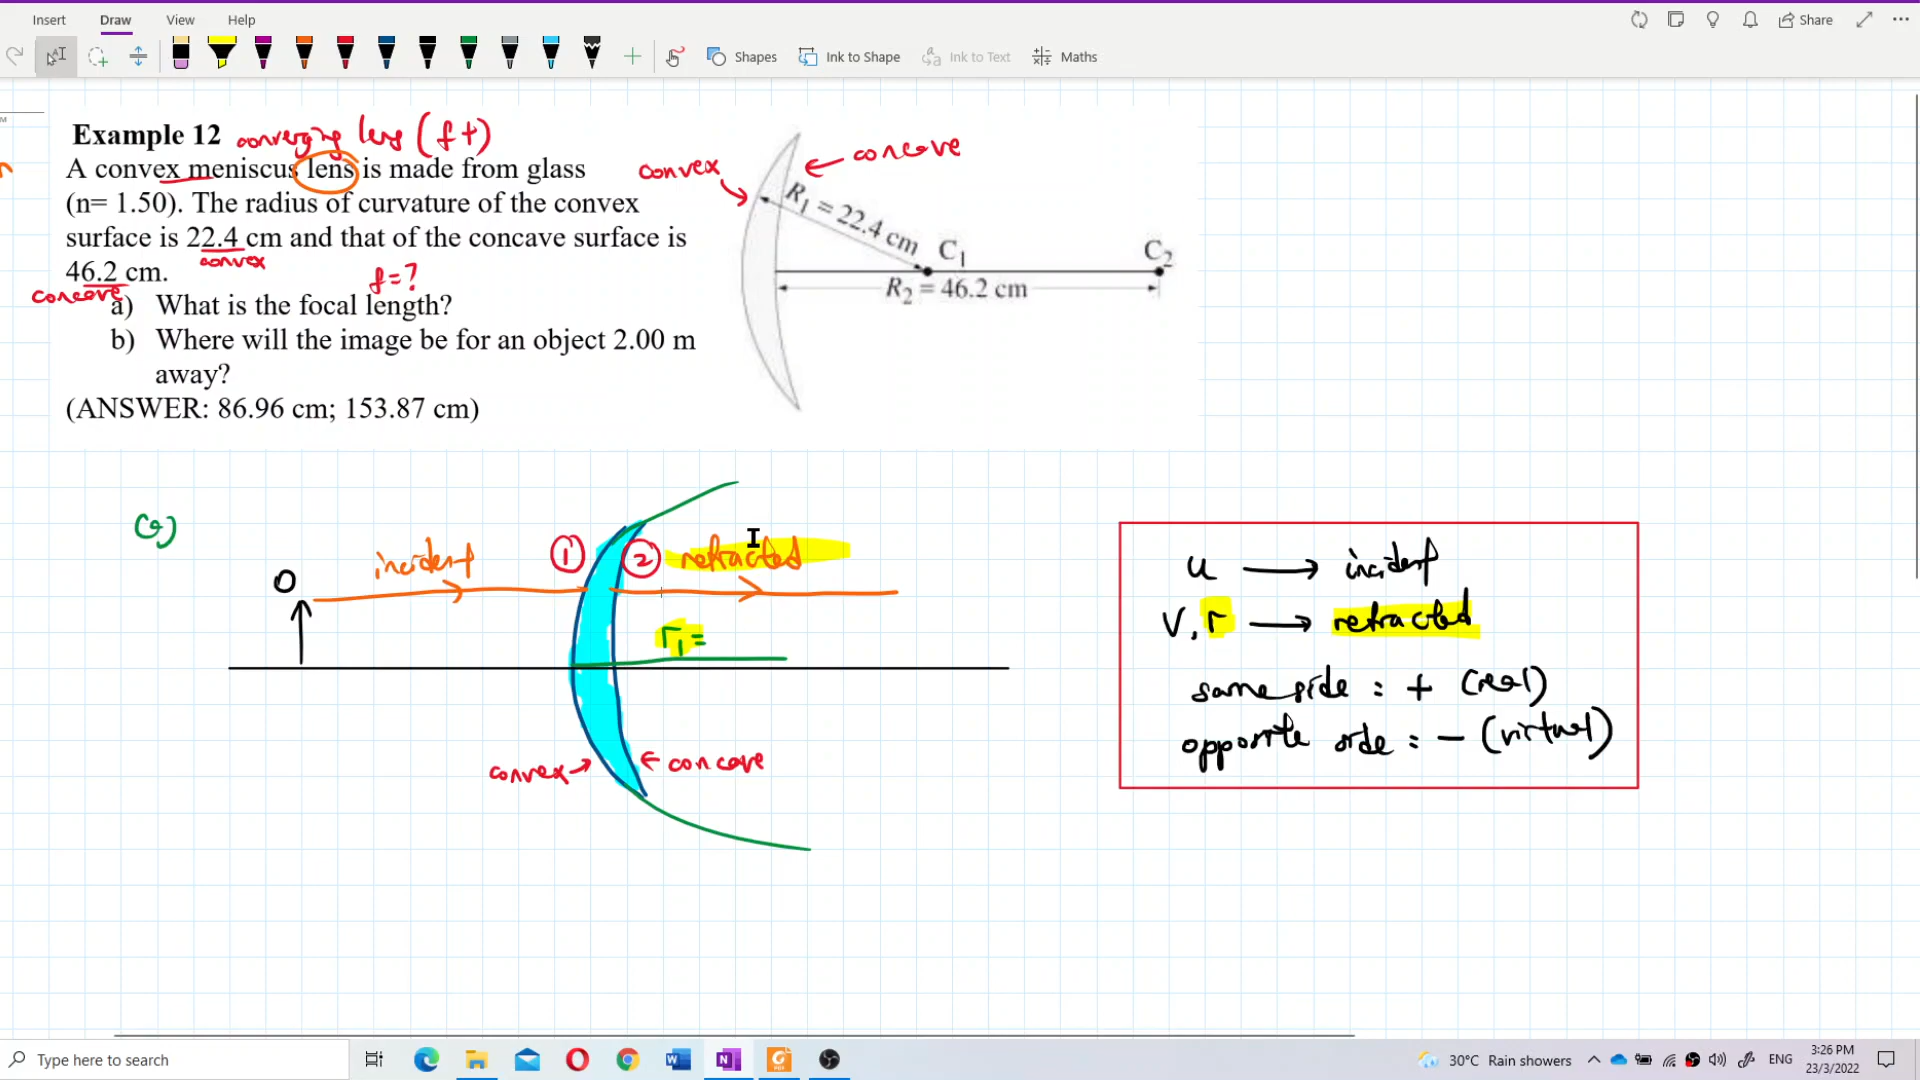 Insert Draw View Help
Share
Shapes Ink to Shape Ink to Text Maths
Example 12 converging lens (f+)
A convex meniscus lens is made from glass
(n= 1.50). The radius of curvature of the convex
surface is 22.4 cm and that of the concave surface is
convex
46.2 cm.
concave
f=?
a) What is the focal length?
b) Where will the image be for an object 2.00 m
away?
(ANSWER: 86.96 cm; 153.87 cm)
convex
concave
R1 = 22.4 cm
C1
C2
R2 = 46.2 cm
(a)
O
incident
1
2
refracted
r1 =
convex
concave
u → incident
v, r → refracted
same side : + (real)
opposite side : - (virtual)
Type here to search
30°C Rain showers
ENG
3:26 PM
23/3/2022